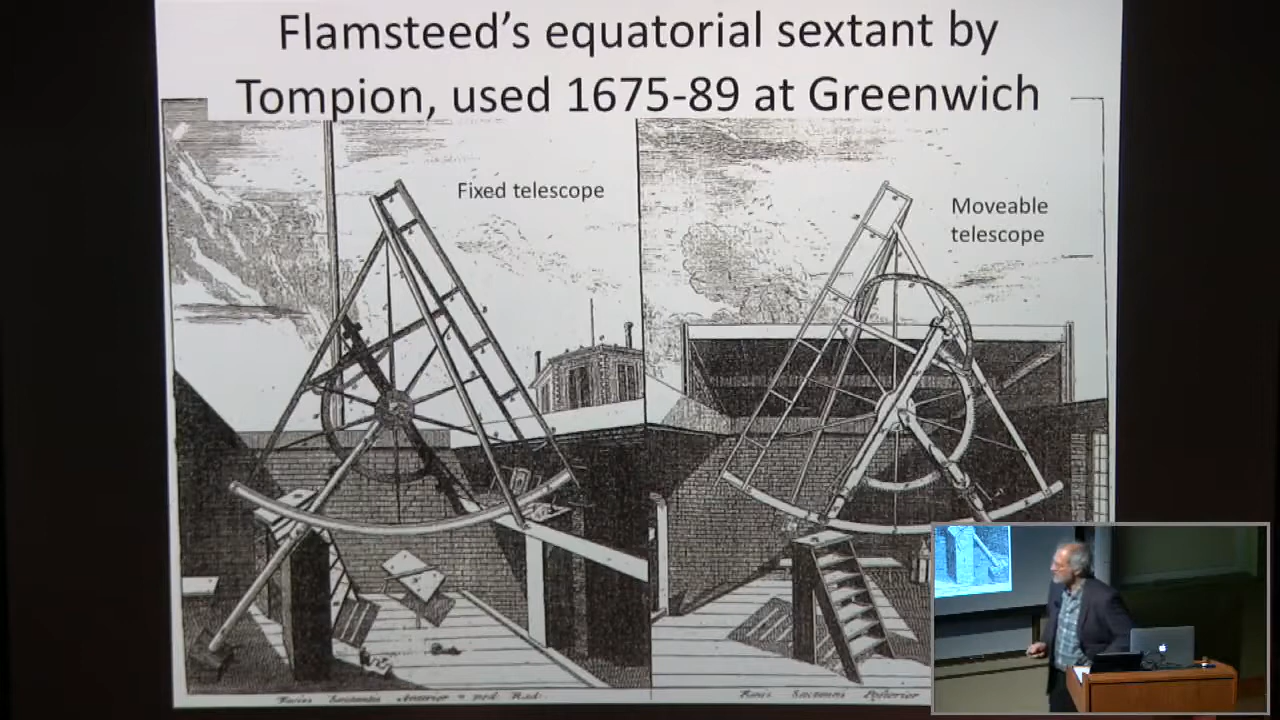 Flamsteed’s equatorial sextant by
Tompion, used 1675-89 at Greenwich
Fixed telescope
Moveable
telescope